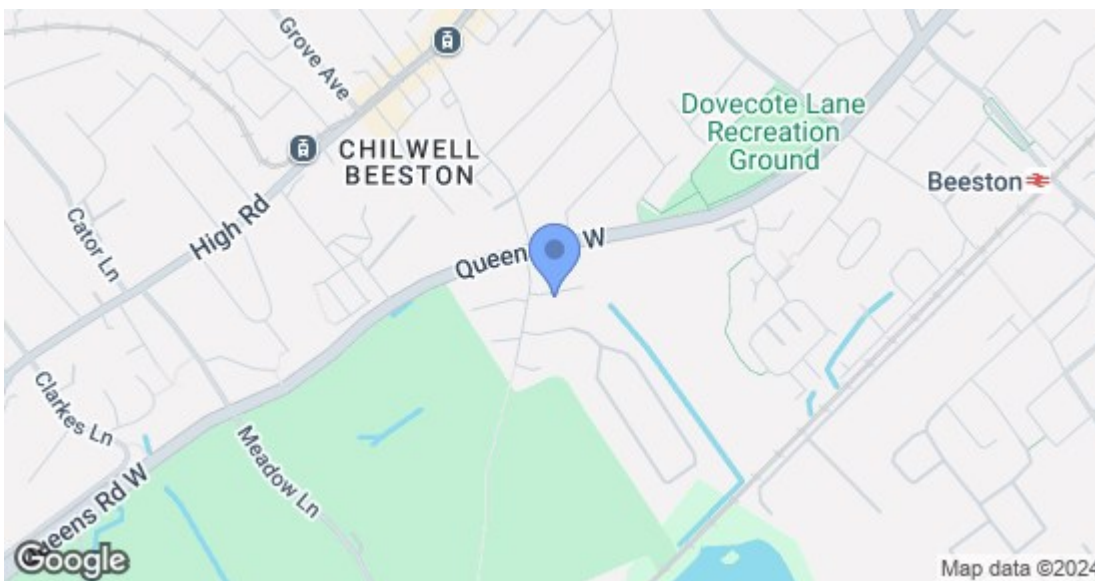 Grove Ave
Dovecote Lane
Recreation
Ground
CHILWELL
BEESTON
Beeston
Cator Ln
High Rd
Queen
W
Clarkes Ln
Meadow Ln
Queens Rd W
Google
Map data ©2024